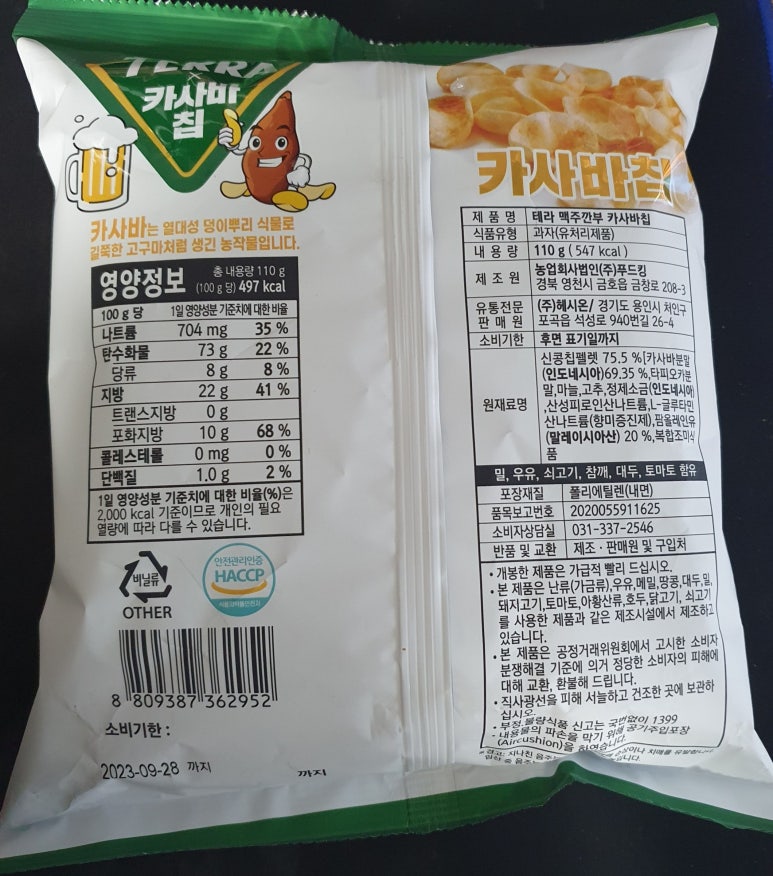 TERRA
×
카사바
칩
카사바는 열대성 덩이뿌리 식물로
길쭉한 고구마처럼 생긴 농작물입니다.
영양정보
총 내용량 110 g
(100 g 당) 497 kcal
100 g 당 1일 영양성분 기준치에 대한 비율
나트륨 704 mg 35 %
탄수화물 73 g 22 %
당류 8 g 8 %
지방 22 g 41 %
트랜스지방 0 g
포화지방 10 g 68 %
콜레스테롤 0 mg 0 %
단백질 1.0 g 2 %
1일 영양성분 기준치에 대한 비율(%)은
2,000 kcal 기준이므로 개인의 필요
열량에 따라 다를 수 있습니다.
비닐류
OTHER
안전관리인증
HACCP
식품의약품안전처
8 809387 362952
소비기한 :
2023-09-28 까지
까지
카사바칩
제 품 명 테라 맥주깐부 카사바칩
식품유형 과자(유처리제품)
내 용 량 110 g ( 547 kcal )
제 조 원 농업회사법인(주)푸드킹
경북 영천시 금호읍 금창로 208-3
유통전문 판 매 원 (주)헤시온/ 경기도 용인시 처인구
포곡읍 석성로 940번길 26-4
소비기한 후면 표기일까지
원재료명 신콩칩펠렛 75.5 %[카사바분말
(인도네시아)69.35 %,타피오카분
말,마늘,고추,정제소금(인도네시아)
,산성피로인산나트륨,L-글루타민
산나트륨(향미증진제),팜올레인유
(말레이시아산) 20 %,복합조미식
품
밀, 우유, 쇠고기, 참깨, 대두, 토마토 함유
포장재질 폴리에틸렌(내면)
품목보고번호 2020055911625
소비자상담실 031-337-2546
반품 및 교환 제조 · 판매원 및 구입처
• 개봉한 제품은 가급적 빨리 드십시오.
• 본 제품은 난류(가금류),우유,메밀,땅콩,대두,밀,
돼지고기,토마토,아황산류,호두,닭고기, 쇠고기
를 사용한 제품과 같은 제조시설에서 제조하고
있습니다.
• 본 제품은 공정거래위원회에서 고시한 소비자
분쟁해결 기준에 의거 정당한 소비자의 피해에
대해 교환, 환불해 드립니다.
• 직사광선을 피해 서늘하고 건조한 곳에 보관하
십시오.
• 부정.불량식품 신고는 국번없이 1399
• 내용물의 파손을 막기 위해 공기주입포장
(Aircushion)을 하였습니다.
경고: 지나친 음주